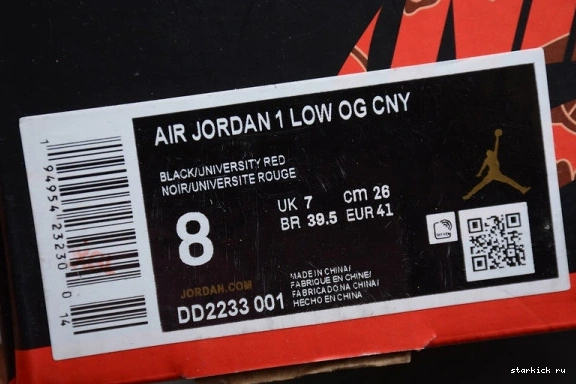 AIR JORDAN 1 LOW OG CNY
BLACK/UNIVERSITY RED
NOIR/UNIVERSITE ROUGE
8
UK 7 cm 26
BR 39.5 EUR 41
JORDAN.COM
DD2233 001
MADE IN CHINA/
FABRIQUE EN CHINE/
FABRICADO NA CHINA/
HECHO EN CHINA
1 94954 23230 0 14
starkick ru